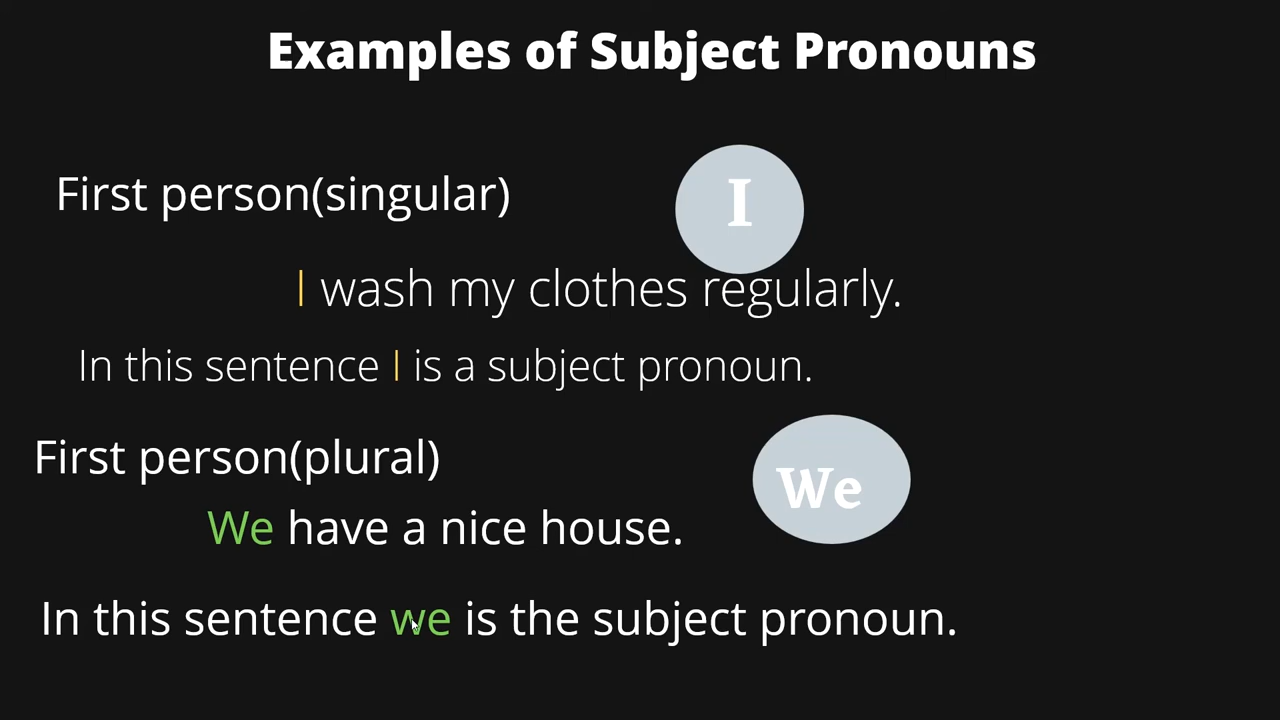 Examples of Subject Pronouns
First person(singular)
I
I wash my clothes regularly.
In this sentence I is a subject pronoun.
First person(plural)
We
We have a nice house.
In this sentence we is the subject pronoun.